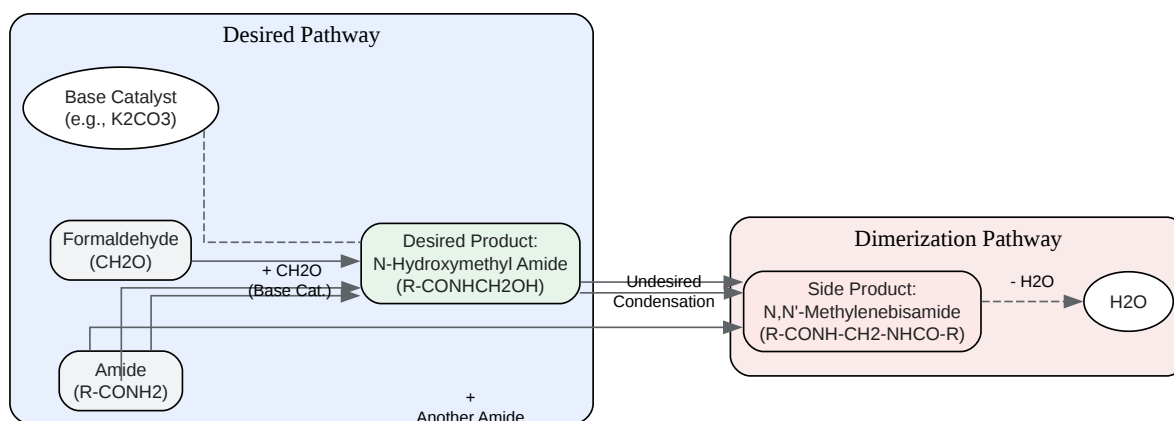 Desired Pathway
Base Catalyst
(e.g., K2CO3)
Formaldehyde
(CH2O)
+ CH2O
(Base Cat.)
Desired Product:
N-Hydroxymethyl Amide
(R-CONHCH2OH)
Amide
(R-CONH2)
+
Another Amide
Undesired
Condensation
Dimerization Pathway
Side Product:
N,N'-Methylenebisamide
(R-CONH-CH2-NHCO-R)
- H2O
H2O